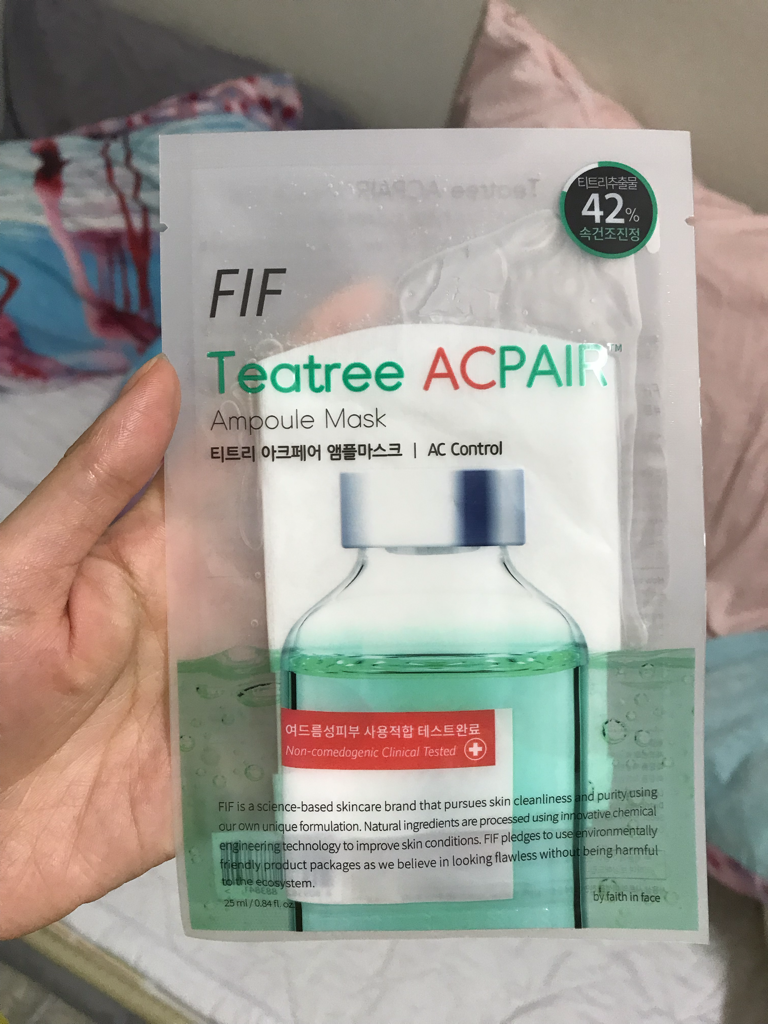 Teatree ACPAIR
티트리추출물
42%
속건조진정
FIF
Teatree ACPAIR™
Ampoule Mask
티트리 아크페어 앰플마스크 | AC Control
여드름성피부 사용적합 테스트완료
Non-comedogenic Clinical Tested
FIF is a science-based skincare brand that pursues skin cleanliness and purity using
our own unique formulation. Natural ingredients are processed using innovative chemical
engineering technology to improve skin conditions. FIF pledges to use environmentally
friendly product packages as we believe in looking flawless without being harmful
to the ecosystem.
25 ml / 0.84 fl. oz.
by faith in face